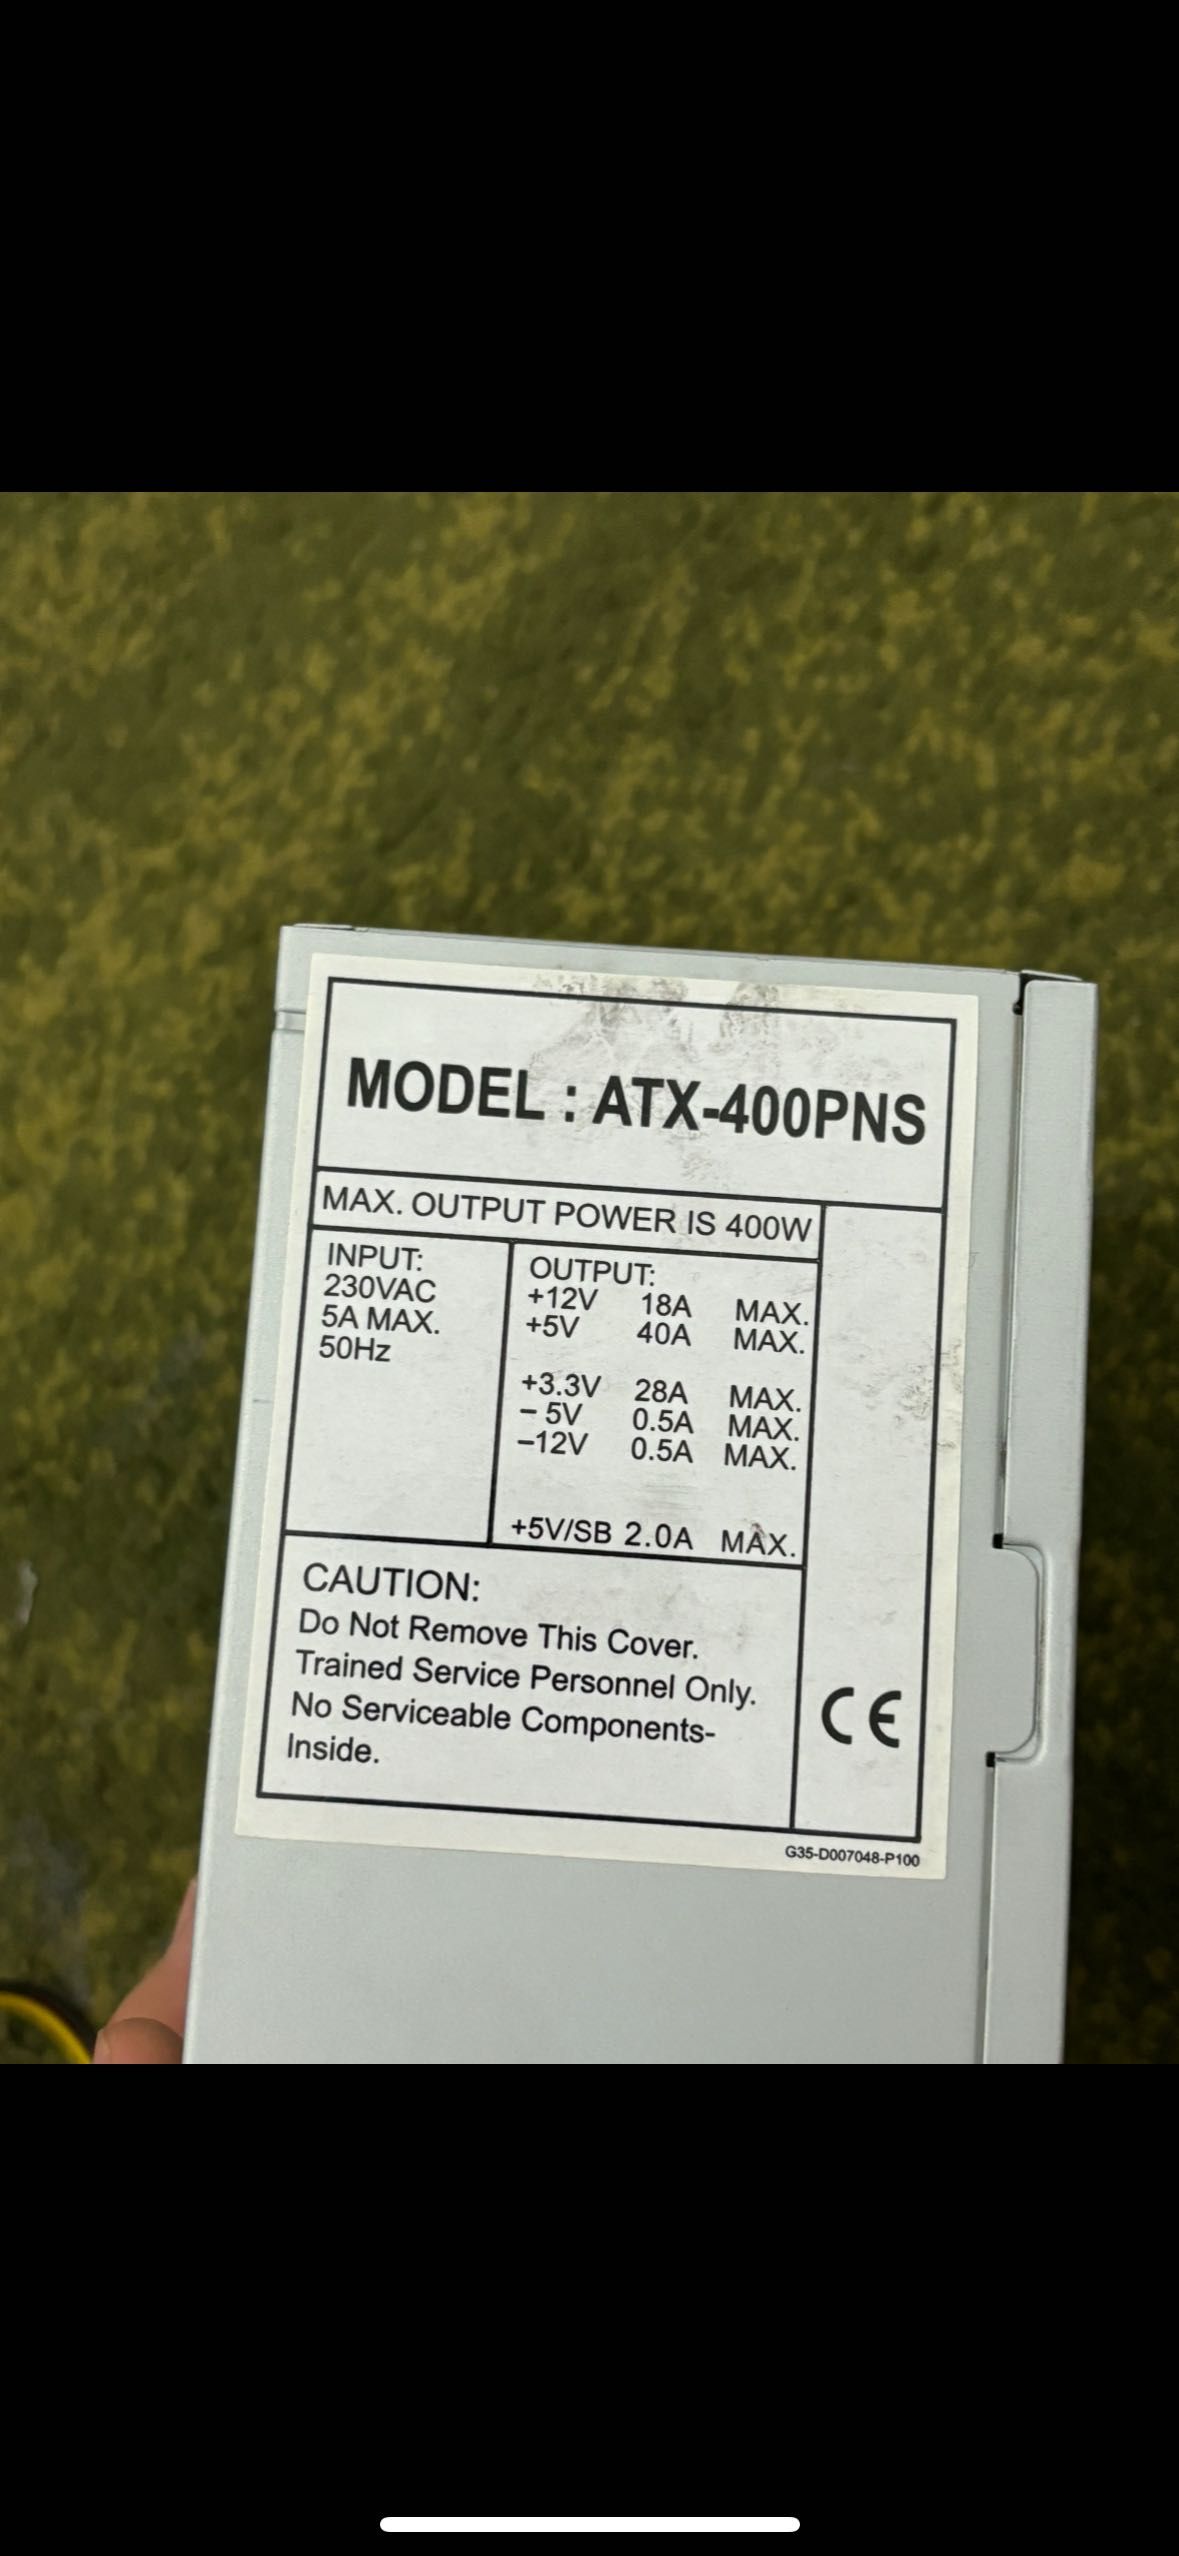 MODEL : ATX-400PNS
MAX. OUTPUT POWER IS 400W
INPUT:
230VAC
5A MAX.
50Hz
OUTPUT:
+12V 18A MAX.
+5V 40A MAX.
+3.3V 28A MAX.
- 5V 0.5A MAX.
-12V 0.5A MAX.
+5V/SB 2.0A MAX.
CAUTION:
Do Not Remove This Cover.
Trained Service Personnel Only.
No Serviceable Components-
Inside.
CE
G35-D007048-P100